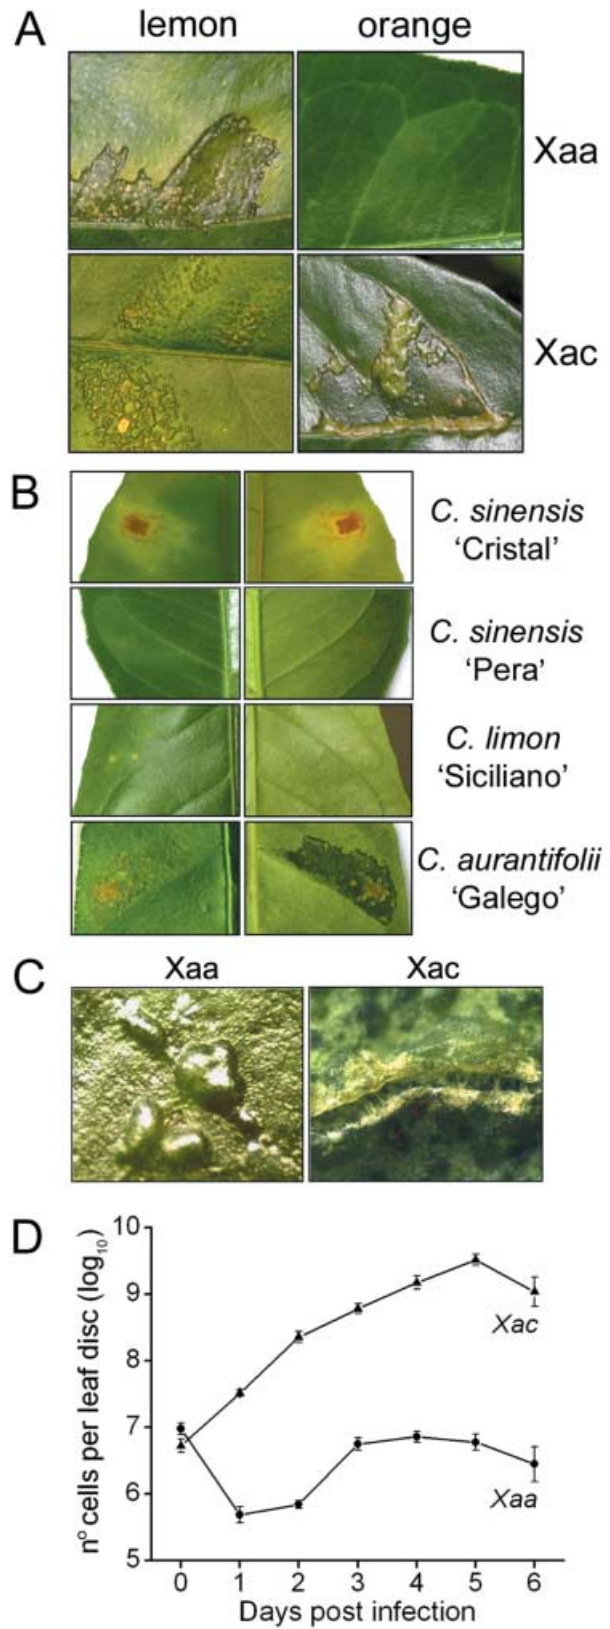 A
lemon orange
Xaa
Xac
B
C. sinensis
‘Cristal’
C. sinensis
‘Pera’
C. limon
‘Siciliano’
C. aurantifolii
‘Galego’
C
Xaa Xac
D
nº cells per leaf disc (log10)
10
9
8
7
6
5
Xac
Xaa
0 1 2 3 4 5 6
Days post infection